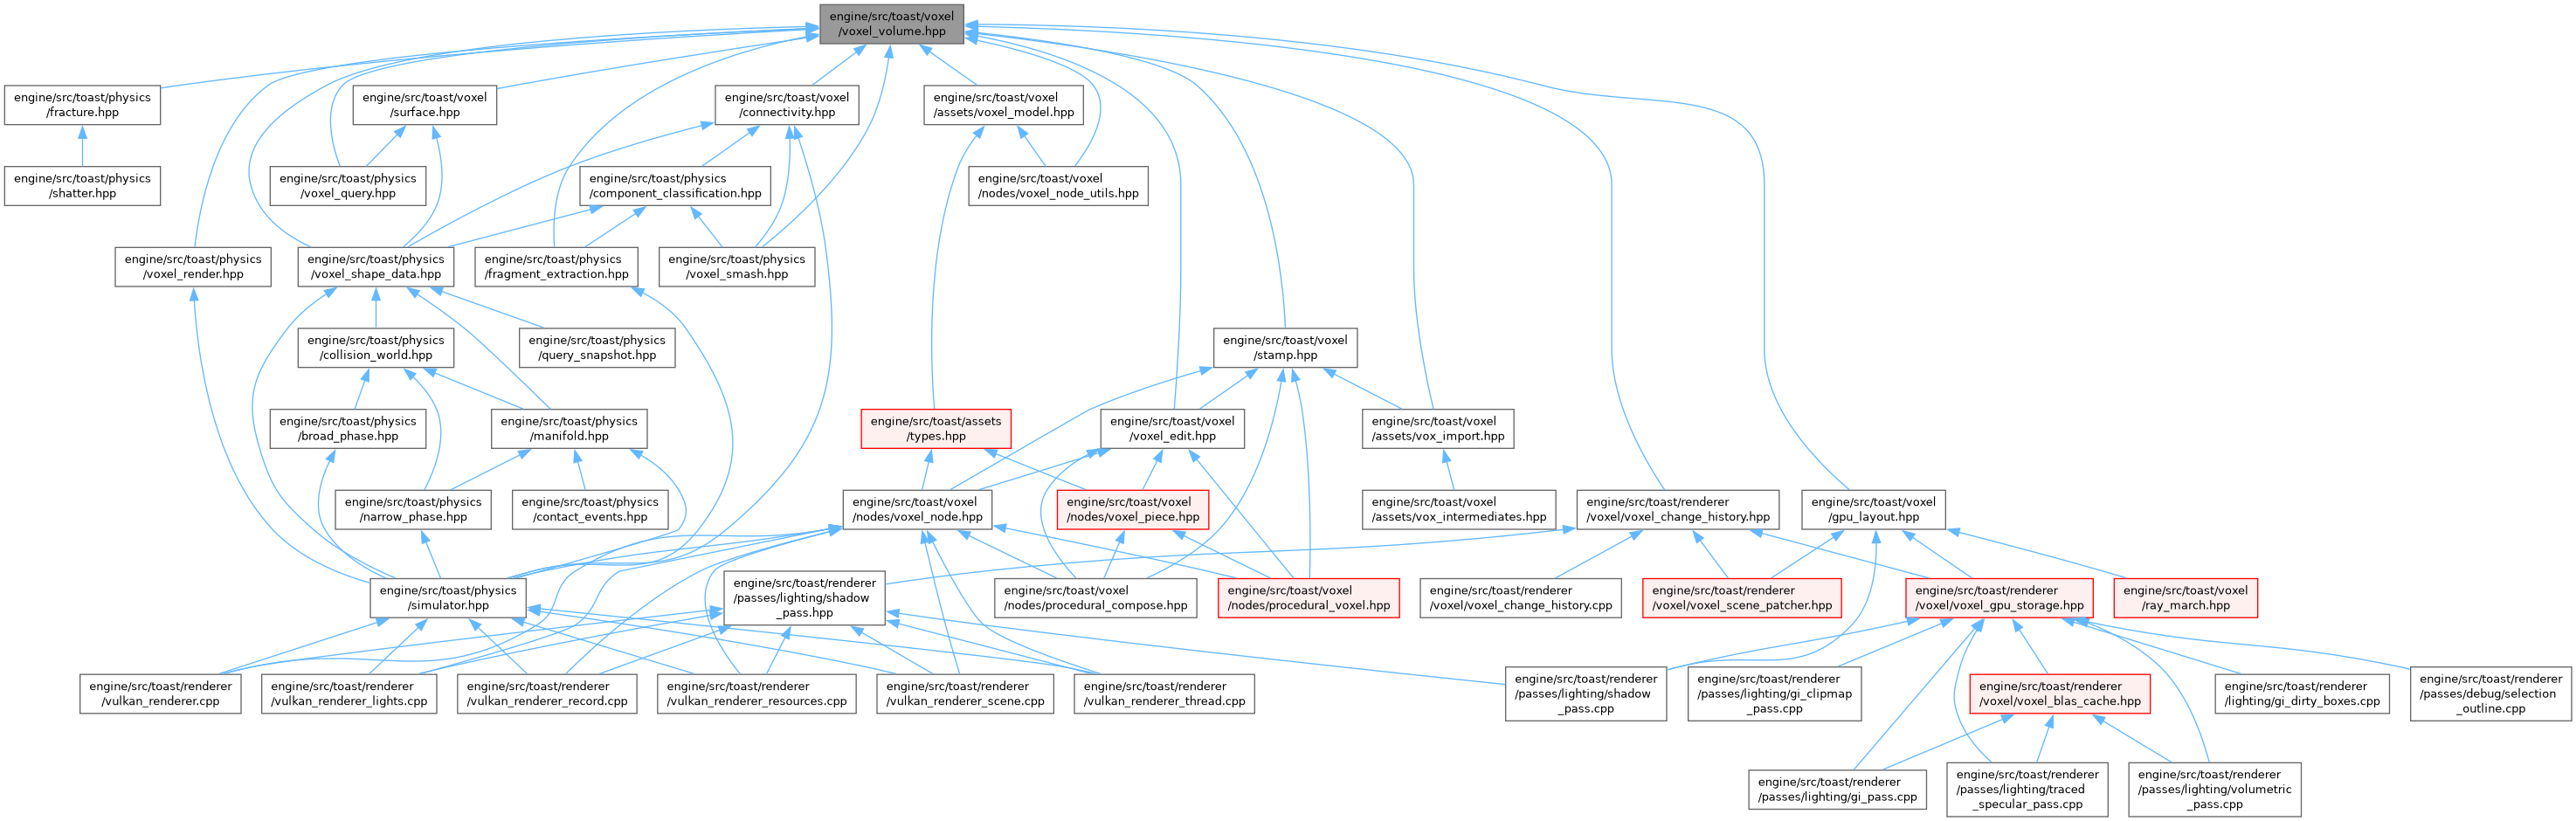 engine/src/toast/voxel
/voxel_volume.hpp
engine/src/toast/physics
/fracture.hpp
engine/src/toast/voxel
/surface.hpp
engine/src/toast/voxel
/connectivity.hpp
engine/src/toast/voxel
/assets/voxel_model.hpp
engine/src/toast/physics
/shatter.hpp
engine/src/toast/physics
/voxel_query.hpp
engine/src/toast/physics
/component_classification.hpp
engine/src/toast/voxel
/nodes/voxel_node_utils.hpp
engine/src/toast/physics
/voxel_render.hpp
engine/src/toast/physics
/voxel_shape_data.hpp
engine/src/toast/physics
/fragment_extraction.hpp
engine/src/toast/physics
/voxel_smash.hpp
engine/src/toast/physics
/collision_world.hpp
engine/src/toast/physics
/query_snapshot.hpp
engine/src/toast/voxel
/stamp.hpp
engine/src/toast/physics
/broad_phase.hpp
engine/src/toast/physics
/manifold.hpp
engine/src/toast/assets
/types.hpp
engine/src/toast/voxel
/voxel_edit.hpp
engine/src/toast/voxel
/assets/vox_import.hpp
engine/src/toast/physics
/narrow_phase.hpp
engine/src/toast/physics
/contact_events.hpp
engine/src/toast/voxel
/nodes/voxel_node.hpp
engine/src/toast/voxel
/nodes/voxel_piece.hpp
engine/src/toast/voxel
/assets/vox_intermediates.hpp
engine/src/toast/renderer
/voxel/voxel_change_history.hpp
engine/src/toast/voxel
/gpu_layout.hpp
engine/src/toast/physics
/simulator.hpp
engine/src/toast/renderer
/passes/lighting/shadow
_pass.hpp
engine/src/toast/voxel
/nodes/procedural_compose.hpp
engine/src/toast/voxel
/nodes/procedural_voxel.hpp
engine/src/toast/renderer
/voxel/voxel_change_history.cpp
engine/src/toast/renderer
/voxel/voxel_scene_patcher.hpp
engine/src/toast/renderer
/voxel/voxel_gpu_storage.hpp
engine/src/toast/voxel
/ray_march.hpp
engine/src/toast/renderer
/vulkan_renderer.cpp
engine/src/toast/renderer
/vulkan_renderer_lights.cpp
engine/src/toast/renderer
/vulkan_renderer_record.cpp
engine/src/toast/renderer
/vulkan_renderer_resources.cpp
engine/src/toast/renderer
/vulkan_renderer_scene.cpp
engine/src/toast/renderer
/vulkan_renderer_thread.cpp
engine/src/toast/renderer
/passes/lighting/shadow
_pass.cpp
engine/src/toast/renderer
/passes/lighting/gi_clipmap
_pass.cpp
engine/src/toast/renderer
/voxel/voxel_blas_cache.hpp
engine/src/toast/renderer
/lighting/gi_dirty_boxes.cpp
engine/src/toast/renderer
/passes/debug/selection
_outline.cpp
engine/src/toast/renderer
/passes/lighting/gi_pass.cpp
engine/src/toast/renderer
/passes/lighting/traced
_specular_pass.cpp
engine/src/toast/renderer
/passes/lighting/volumetric
_pass.cpp